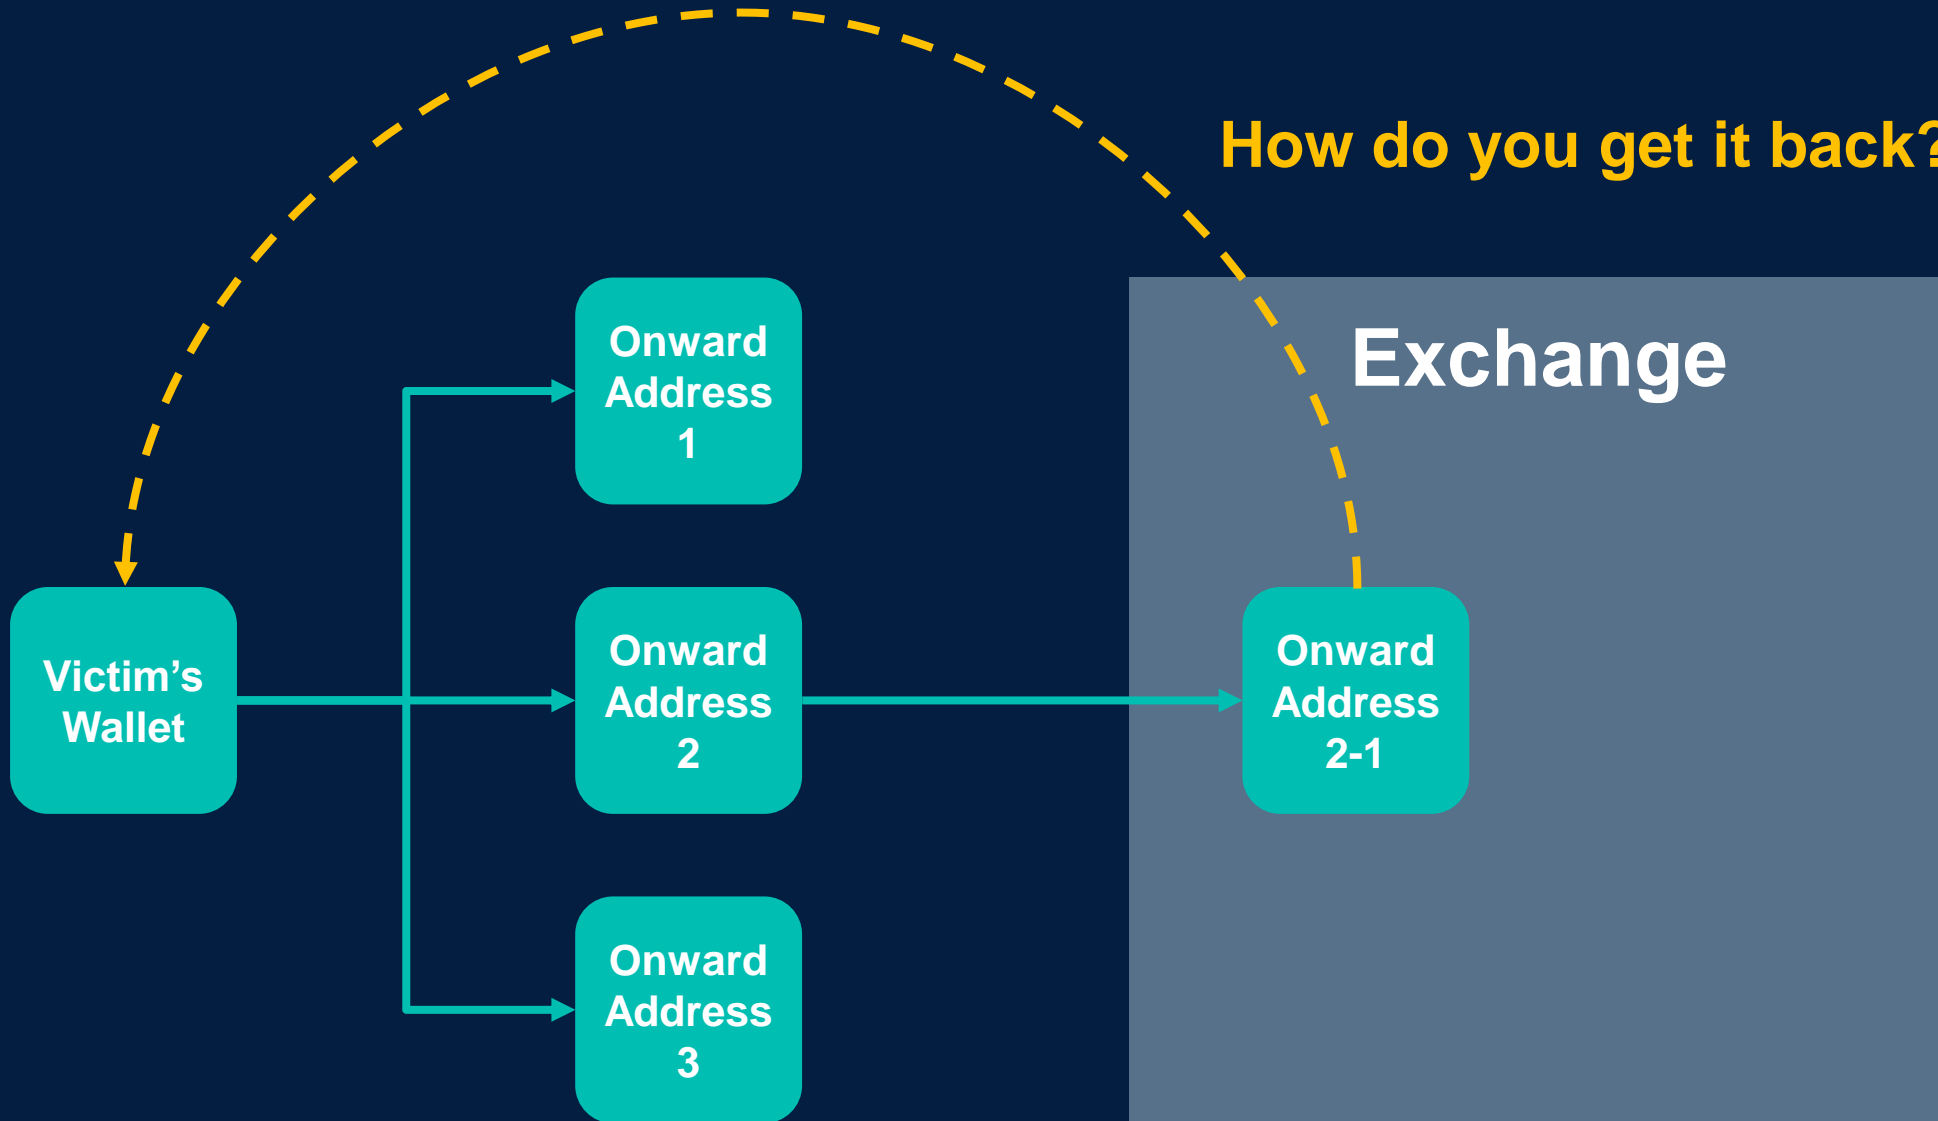 How do you get it back?
Exchange
Onward
Address
1
Victim’s
Wallet
Onward
Address
2
Onward
Address
2-1
Onward
Address
3